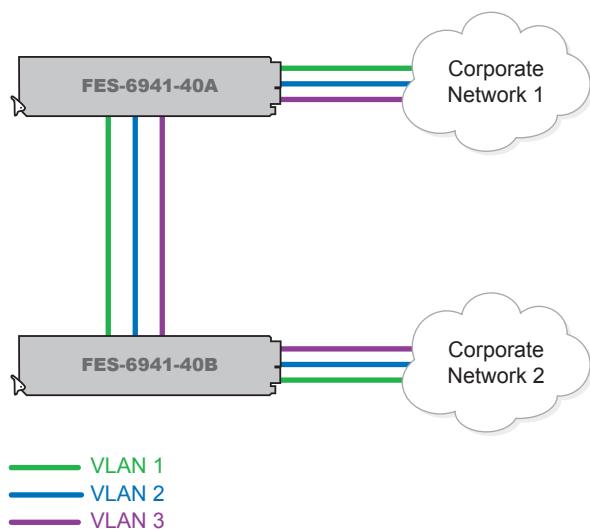 FES-6941-40A
Corporate
Network 1
FES-6941-40B
Corporate
Network 2
VLAN 1
VLAN 2
VLAN 3